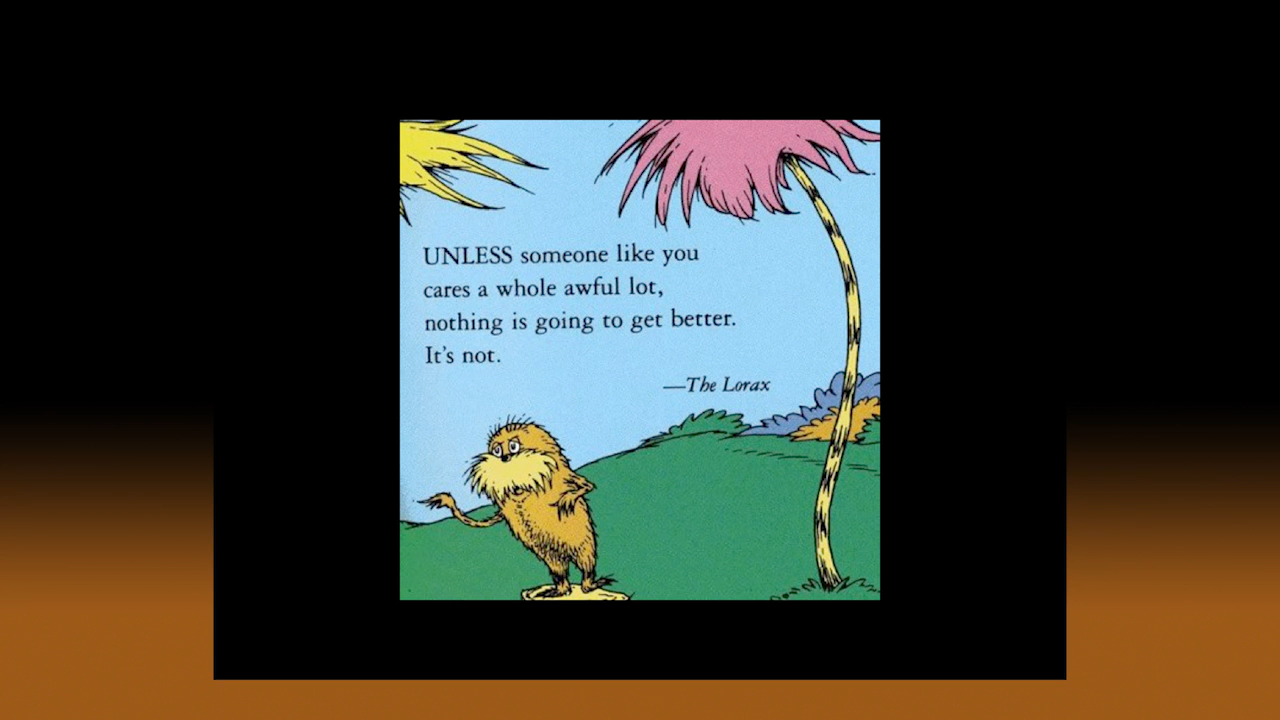 UNLESS someone like you
cares a whole awful lot,
nothing is going to get better.
It's not.
—The Lorax